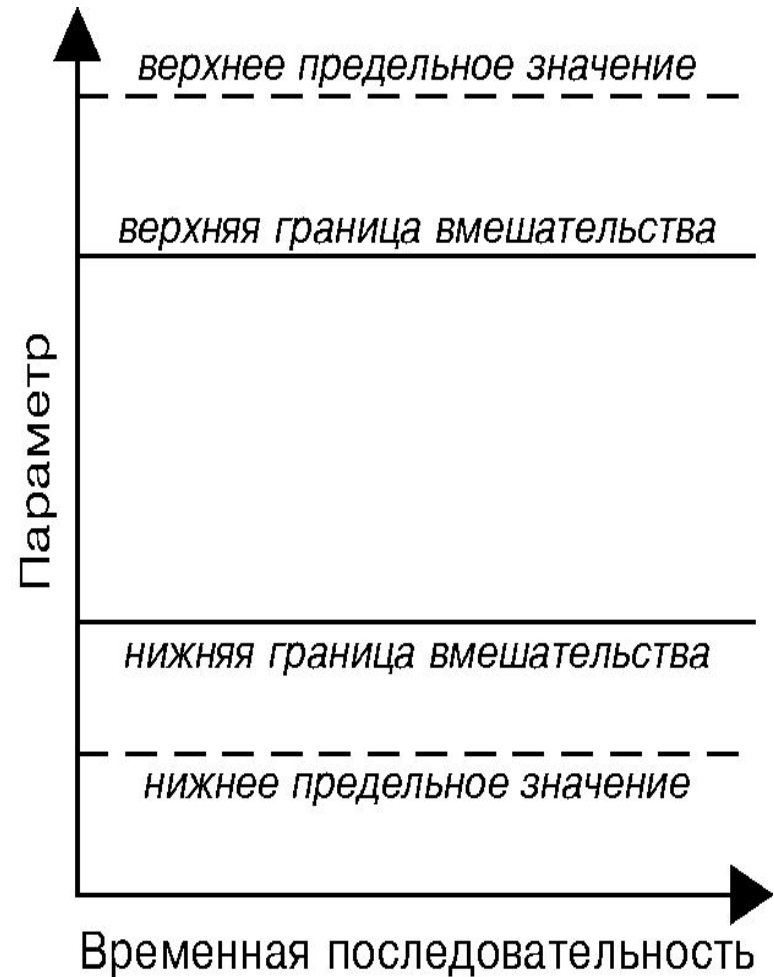 верхнее предельное значение
верхняя граница вмешательства
Параметр
нижняя граница вмешательства
нижнее предельное значение
Временная последовательность